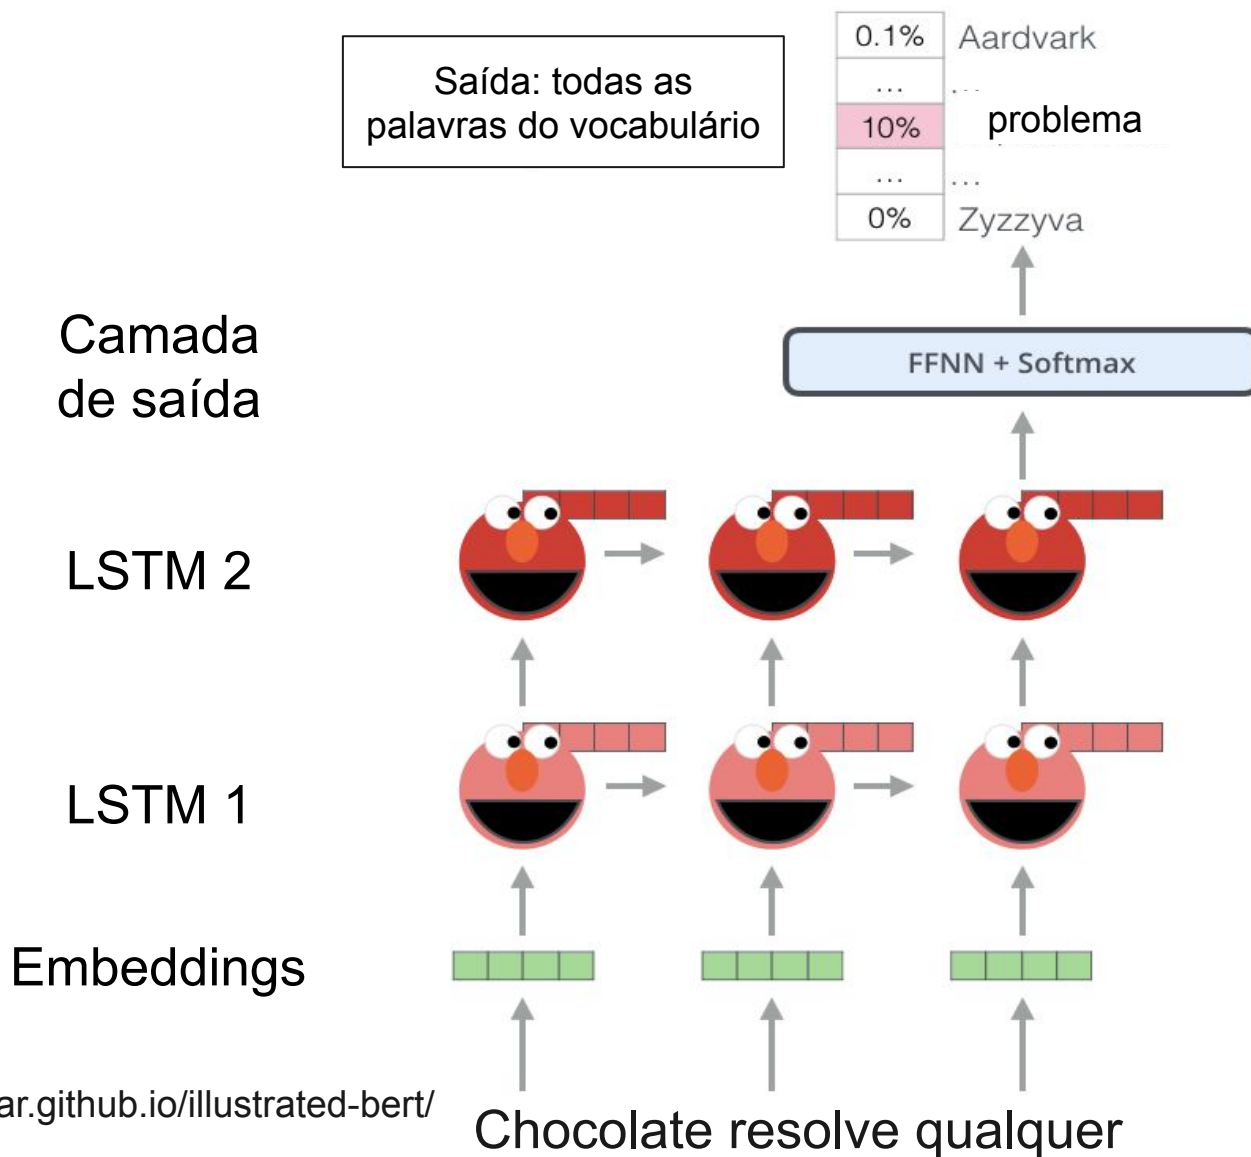 Saída: todas as
palavras do vocabulário
0.1% Aardvark
... ...
10% problema
... ...
0% Zyzzyva
Camada
de saída
FFNN + Softmax
LSTM 2
LSTM 1
Embeddings
ar.github.io/illustrated-bert/
Chocolate resolve qualquer